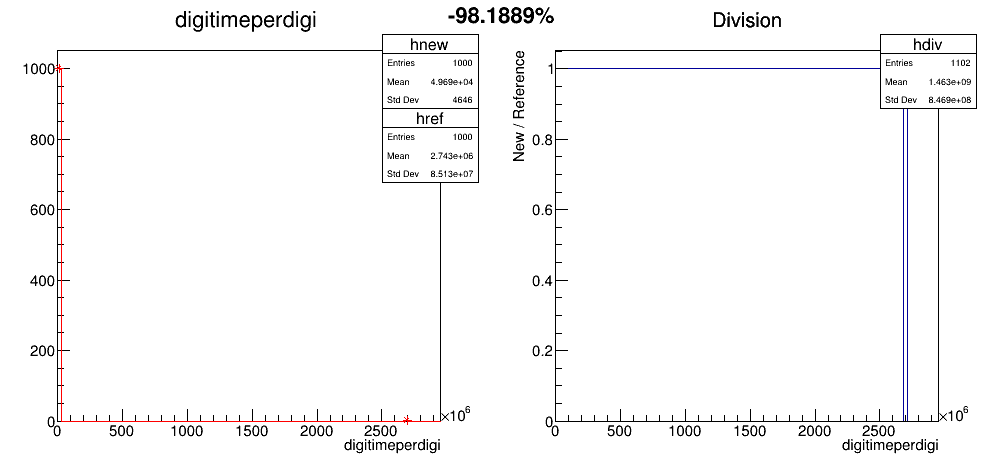 -98.1889%
digitimeperdigi
hnew
Entries 1000
Mean 4.969e+04
Std Dev 4646
href
Entries 1000
Mean 2.743e+06
Std Dev 8.513e+07
1000
800
600
400
200
0
0 500 1000 1500 2000 2500 ×10⁶
digitimeperdigi
Division
hdiv
Entries 1102
Mean 1.463e+09
Std Dev 8.469e+08
New / Reference
1
0.8
0.6
0.4
0.2
0
0 500 1000 1500 2000 2500 ×10⁶
digitimeperdigi